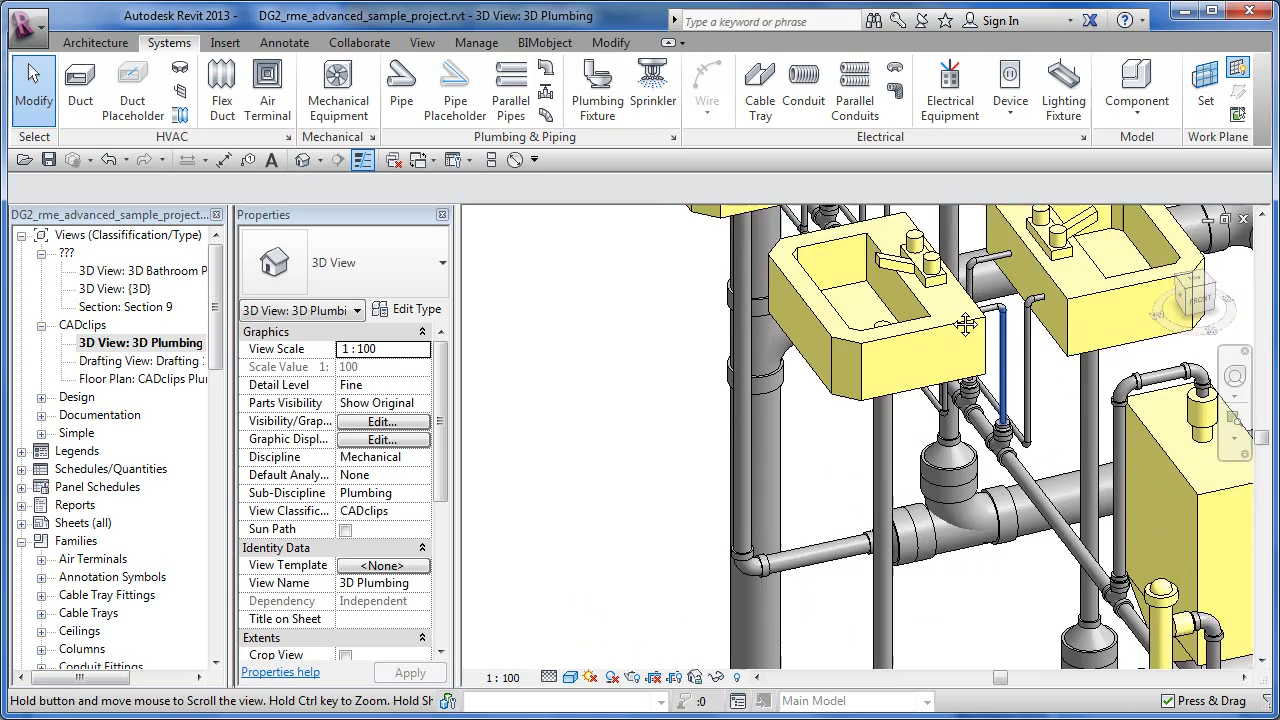 Autodesk Revit 2013 - DG2_rme_advanced_sample_project.rvt - 3D View: 3D Plumbing
Type a keyword or phrase
Sign In
Architecture Systems Insert Annotate Collaborate View Manage BIMobject Modify
Modify Duct Duct Placeholder Flex Duct Air Terminal Mechanical Equipment Pipe Pipe Placeholder Parallel Pipes Plumbing Fixture Sprinkler Wire Cable Tray Conduit Parallel Conduits Electrical Equipment Device Lighting Fixture Component Set
Select HVAC Mechanical Plumbing & Piping Electrical Model Work Plane
DG2_rme_advanced_sample_project...
Views (Classiffification/Type)
???
3D View: 3D Bathroom P
3D View: {3D}
Section: Section 9
CADclips
3D View: 3D Plumbing
Drafting View: Drafting
Floor Plan: CADclips Plu
Design
Documentation
Simple
Legends
Schedules/Quantities
Panel Schedules
Reports
Sheets (all)
Families
Air Terminals
Annotation Symbols
Cable Tray Fittings
Cable Trays
Ceilings
Columns
Conduit Fittings
Properties
3D View
3D View: 3D Plumbi Edit Type
Graphics
View Scale 1 : 100
Scale Value 1: 100
Detail Level Fine
Parts Visibility Show Original
Visibility/Grap... Edit...
Graphic Displ... Edit...
Discipline Mechanical
Default Analy... None
Sub-Discipline Plumbing
View Classific... CADclips
Sun Path
Identity Data
View Template <None>
View Name 3D Plumbing
Dependency Independent
Title on Sheet
Extents
Crop View
Properties help Apply
FRONT
1 : 100
Hold button and move mouse to Scroll the view. Hold Ctrl key to Zoom. Hold Sh
:0 Main Model Press & Drag